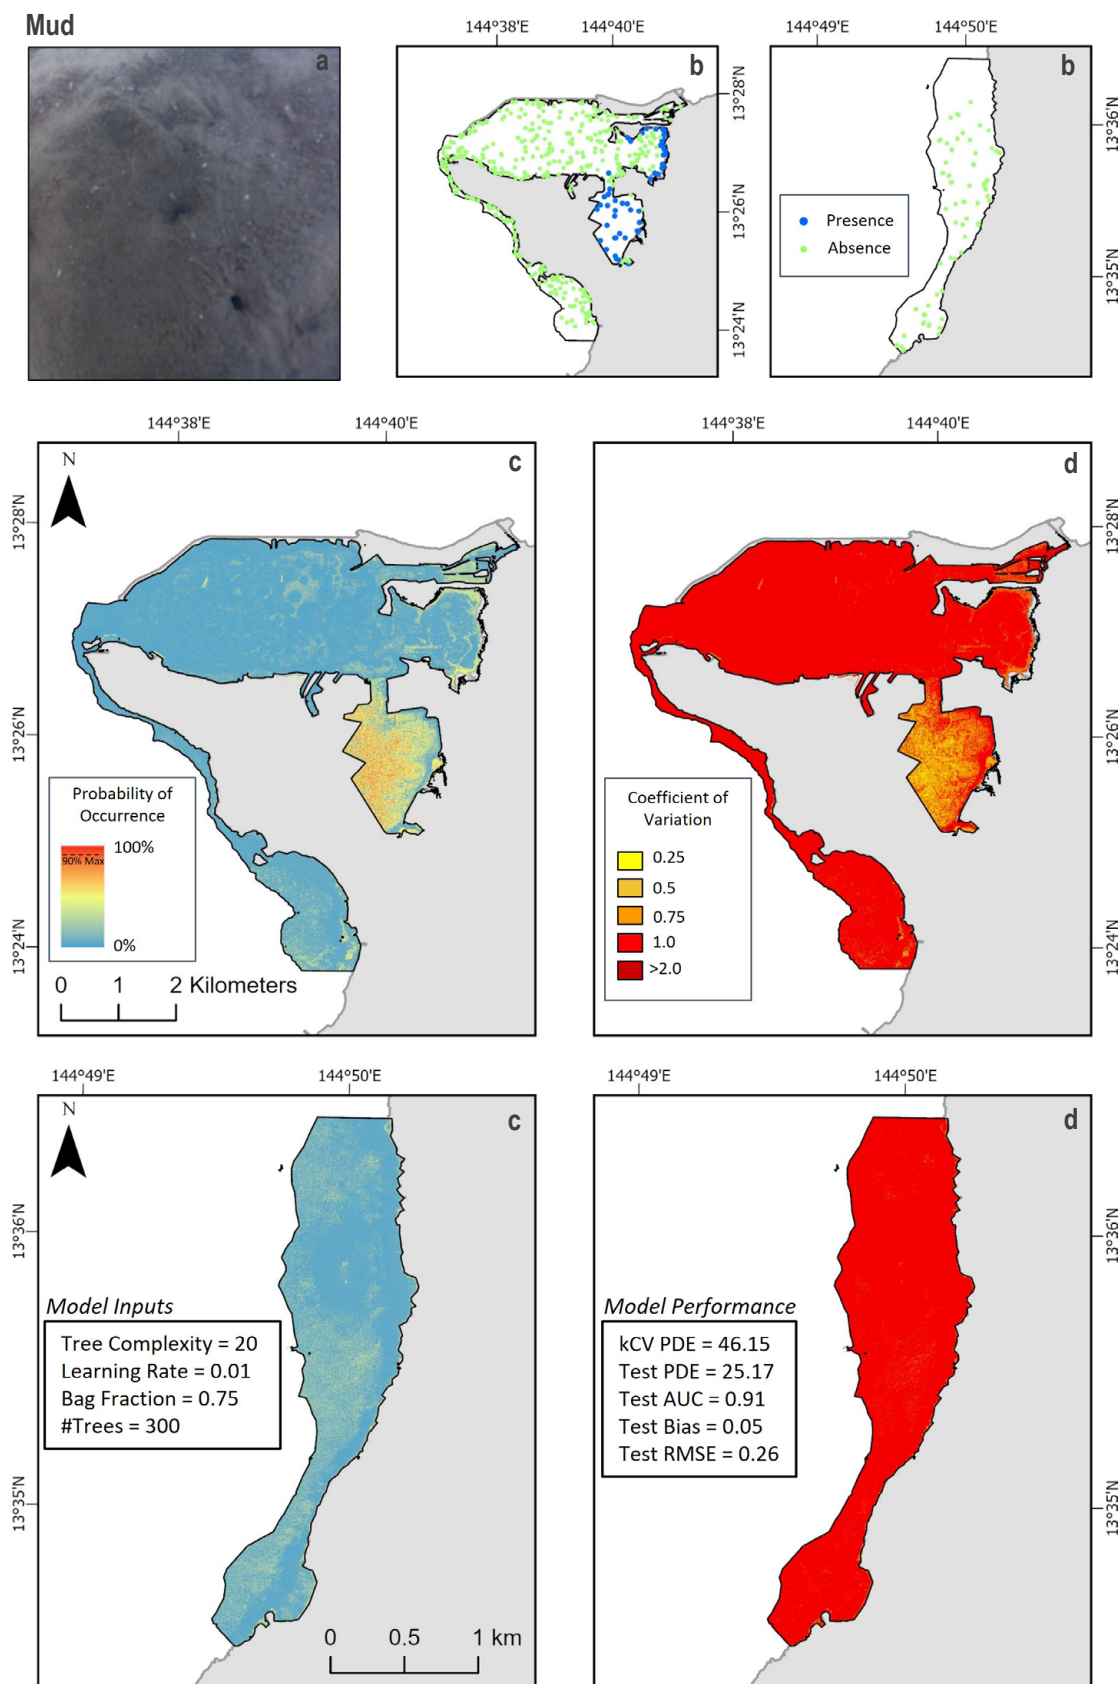 Mud
a
144°38'E 144°40'E
b
13°28'N
13°26'N
13°24'N
144°49'E 144°50'E
b
Presence
Absence
13°36'N
13°35'N
144°38'E 144°40'E
N
c
13°28'N
13°26'N
13°24'N
Probability of
Occurrence
100%
90% Max
0%
0 1 2 Kilometers
144°38'E 144°40'E
d
Coefficient of
Variation
0.25
0.5
0.75
1.0
>2.0
13°28'N
13°26'N
13°24'N
144°49'E 144°50'E
N
c
13°36'N
13°35'N
Model Inputs
Tree Complexity = 20
Learning Rate = 0.01
Bag Fraction = 0.75
#Trees = 300
0 0.5 1 km
144°49'E 144°50'E
d
Model Performance
kCV PDE = 46.15
Test PDE = 25.17
Test AUC = 0.91
Test Bias = 0.05
Test RMSE = 0.26
13°36'N
13°35'N